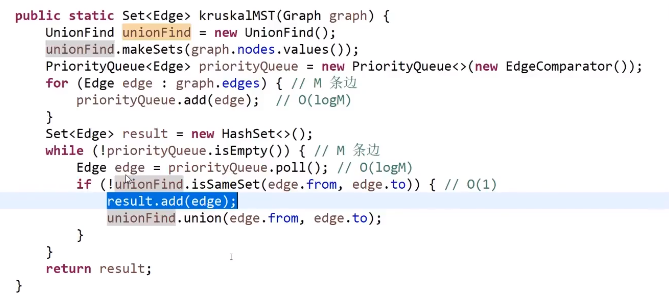 public static Set<Edge> kruskalMST(Graph graph) {
    UnionFind unionFind = new UnionFind();
    unionFind.makeSets(graph.nodes.values());
    PriorityQueue<Edge> priorityQueue = new PriorityQueue<>(new EdgeComparator());
    for (Edge edge : graph.edges) { // M 条边
        priorityQueue.add(edge);  // O(logM)
    }
    Set<Edge> result = new HashSet<>();
    while (!priorityQueue.isEmpty()) { // M 条边
        Edge edge = priorityQueue.poll(); // O(logM)
        if (!unionFind.isSameSet(edge.from, edge.to)) { // O(1)
            result.add(edge);
            unionFind.union(edge.from, edge.to);
        }
    }
    return result;
}